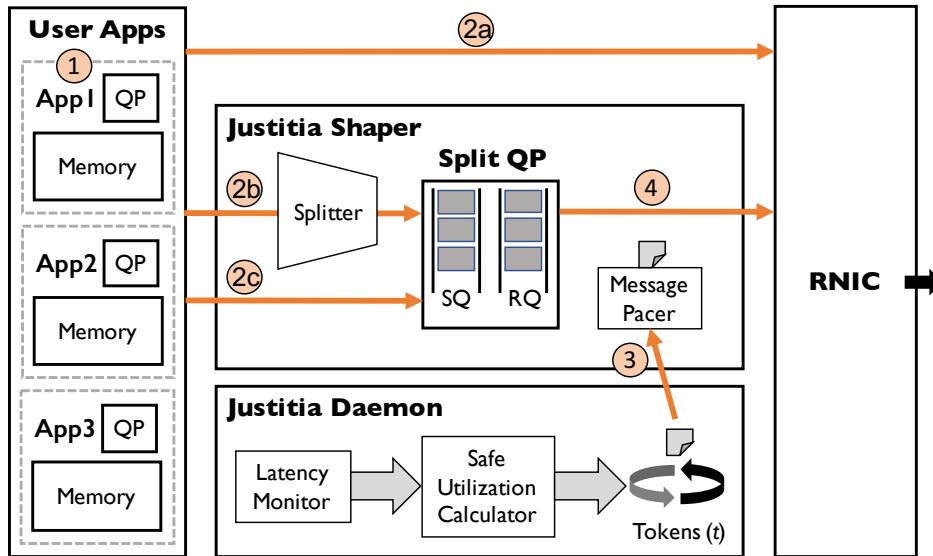 User Apps
1
App1
QP
Memory
App2
QP
Memory
App3
QP
Memory
2a
Justitia Shaper
2b
Splitter
Split QP
SQ
RQ
2c
4
Message
Pacer
3
Justitia Daemon
Latency
Monitor
Safe
Utilization
Calculator
Tokens (t)
RNIC